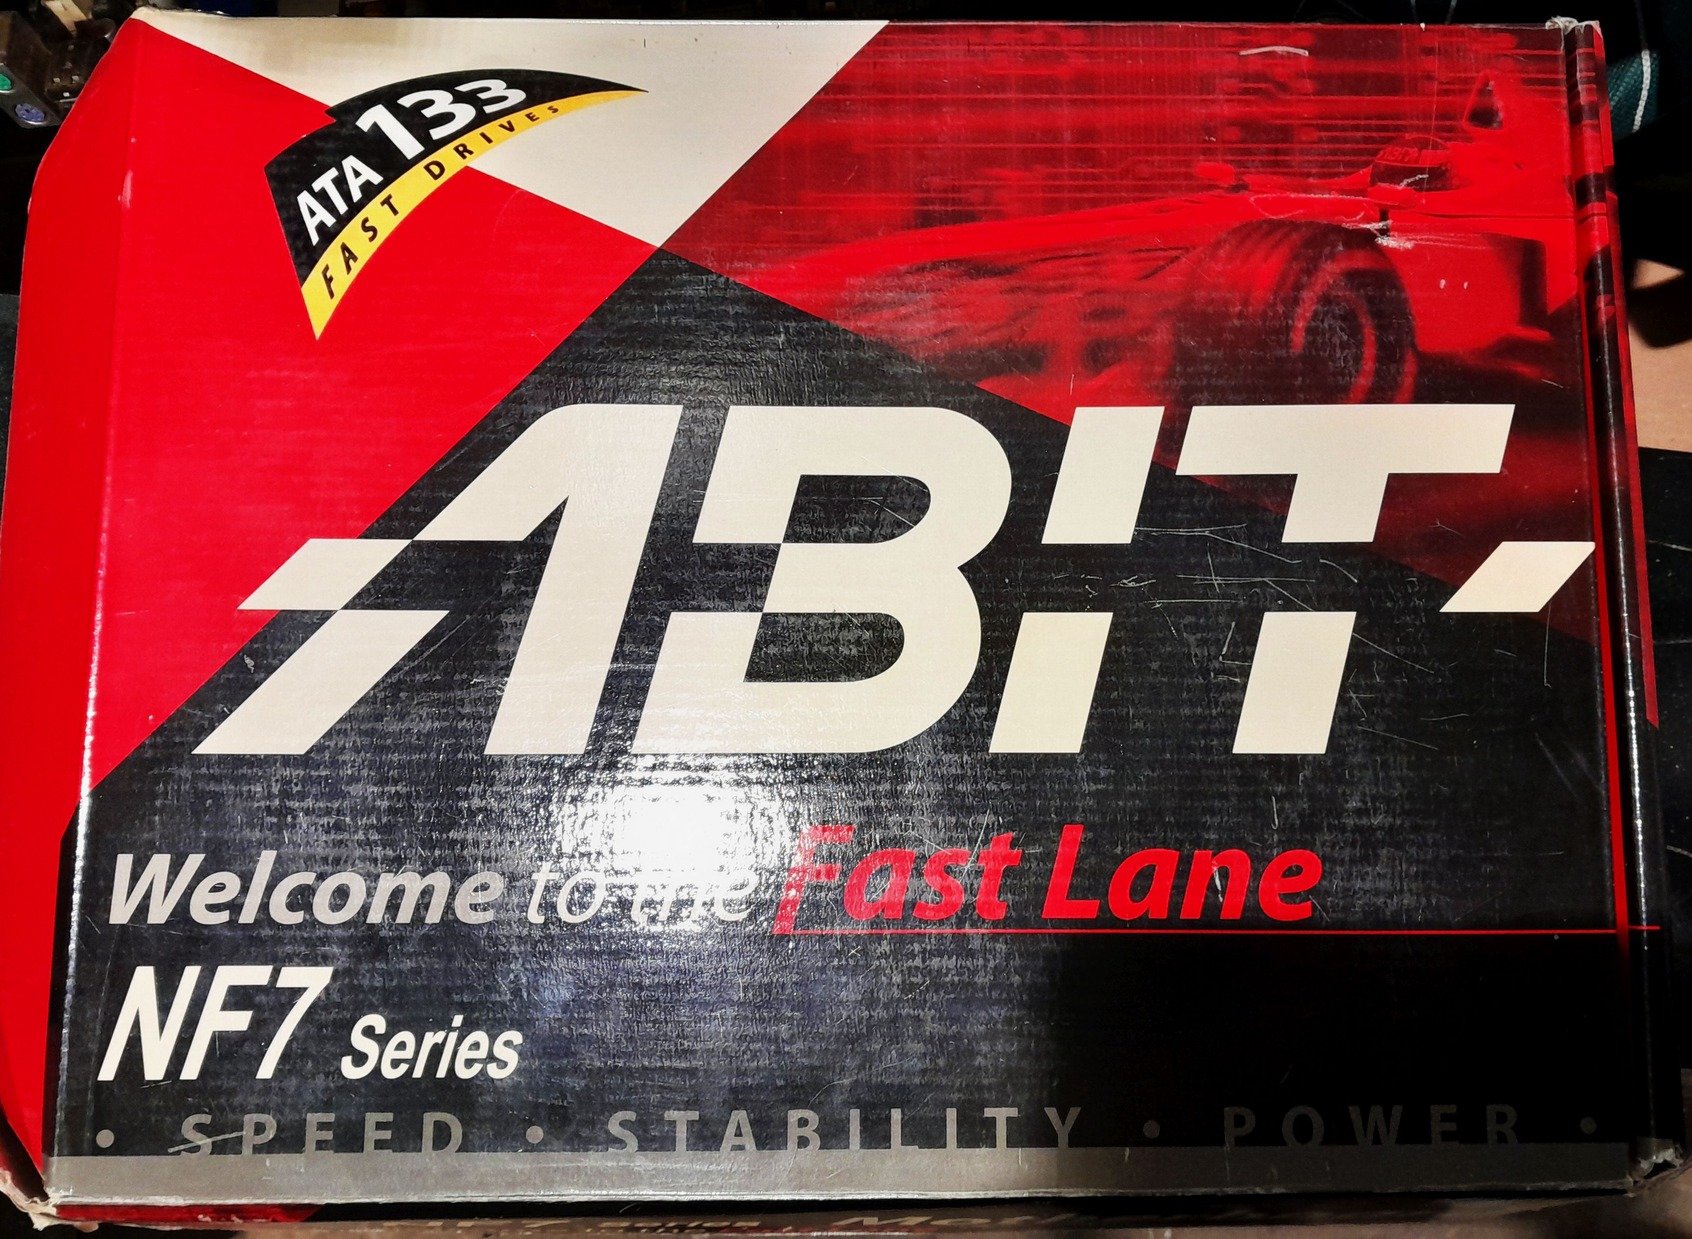 ATA 133
FAST DRIVES
ABIT
Welcome to the Fast Lane
NF7 Series
• SPEED • STABILITY • POWER •